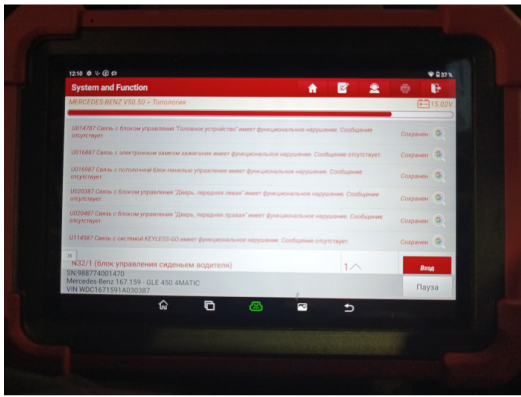 12:10
37%
System and Function
MERCEDES-BENZ V50.50 > Топология
15.02V
U014787 Связь с блоком управления "Головное устройство" имеет функциональное нарушение. Сообщение
отсутствует.
Сохранен
U016887 Связь с электронным замком зажигания имеет функциональное нарушение. Сообщение отсутствует.
Сохранен
U016987 Связь с потолочной блок-панелью управления имеет функциональное нарушение. Сообщение
отсутствует.
Сохранен
U020387 Связь с блоком управления "Дверь, передняя левая" имеет функциональное нарушение. Сообщение
отсутствует.
Сохранен
U020487 Связь с блоком управления "Дверь, передняя правая" имеет функциональное нарушение. Сообщение
отсутствует.
Сохранен
U114587 Связь с системой KEYLESS-GO имеет функциональное нарушение. Сообщение отсутствует.
Сохранен
N32/1 (блок управления сиденьем водителя)
1
Вход
SN:988774001470
Mercedes-Benz 167.159 - GLE 450 4MATIC
VIN WDC1671591A030387
Пауза